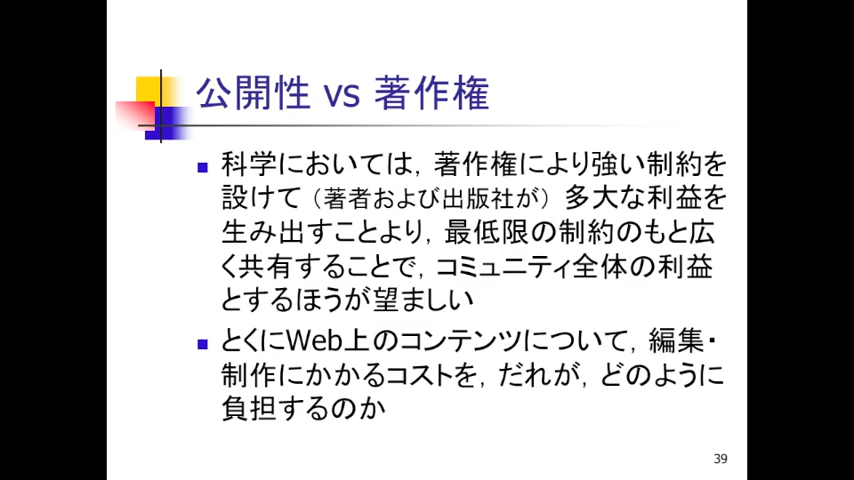 公開性 vs 著作権
科学においては, 著作権により強い制約を
設けて（著者および出版社が）多大な利益を
生み出すことより, 最低限の制約のもと広
く共有することで, コミュニティ全体の利益
とするほうが望ましい
とくにWeb上のコンテンツについて, 編集・
制作にかかるコストを, だれが, どのように
負担するのか
39